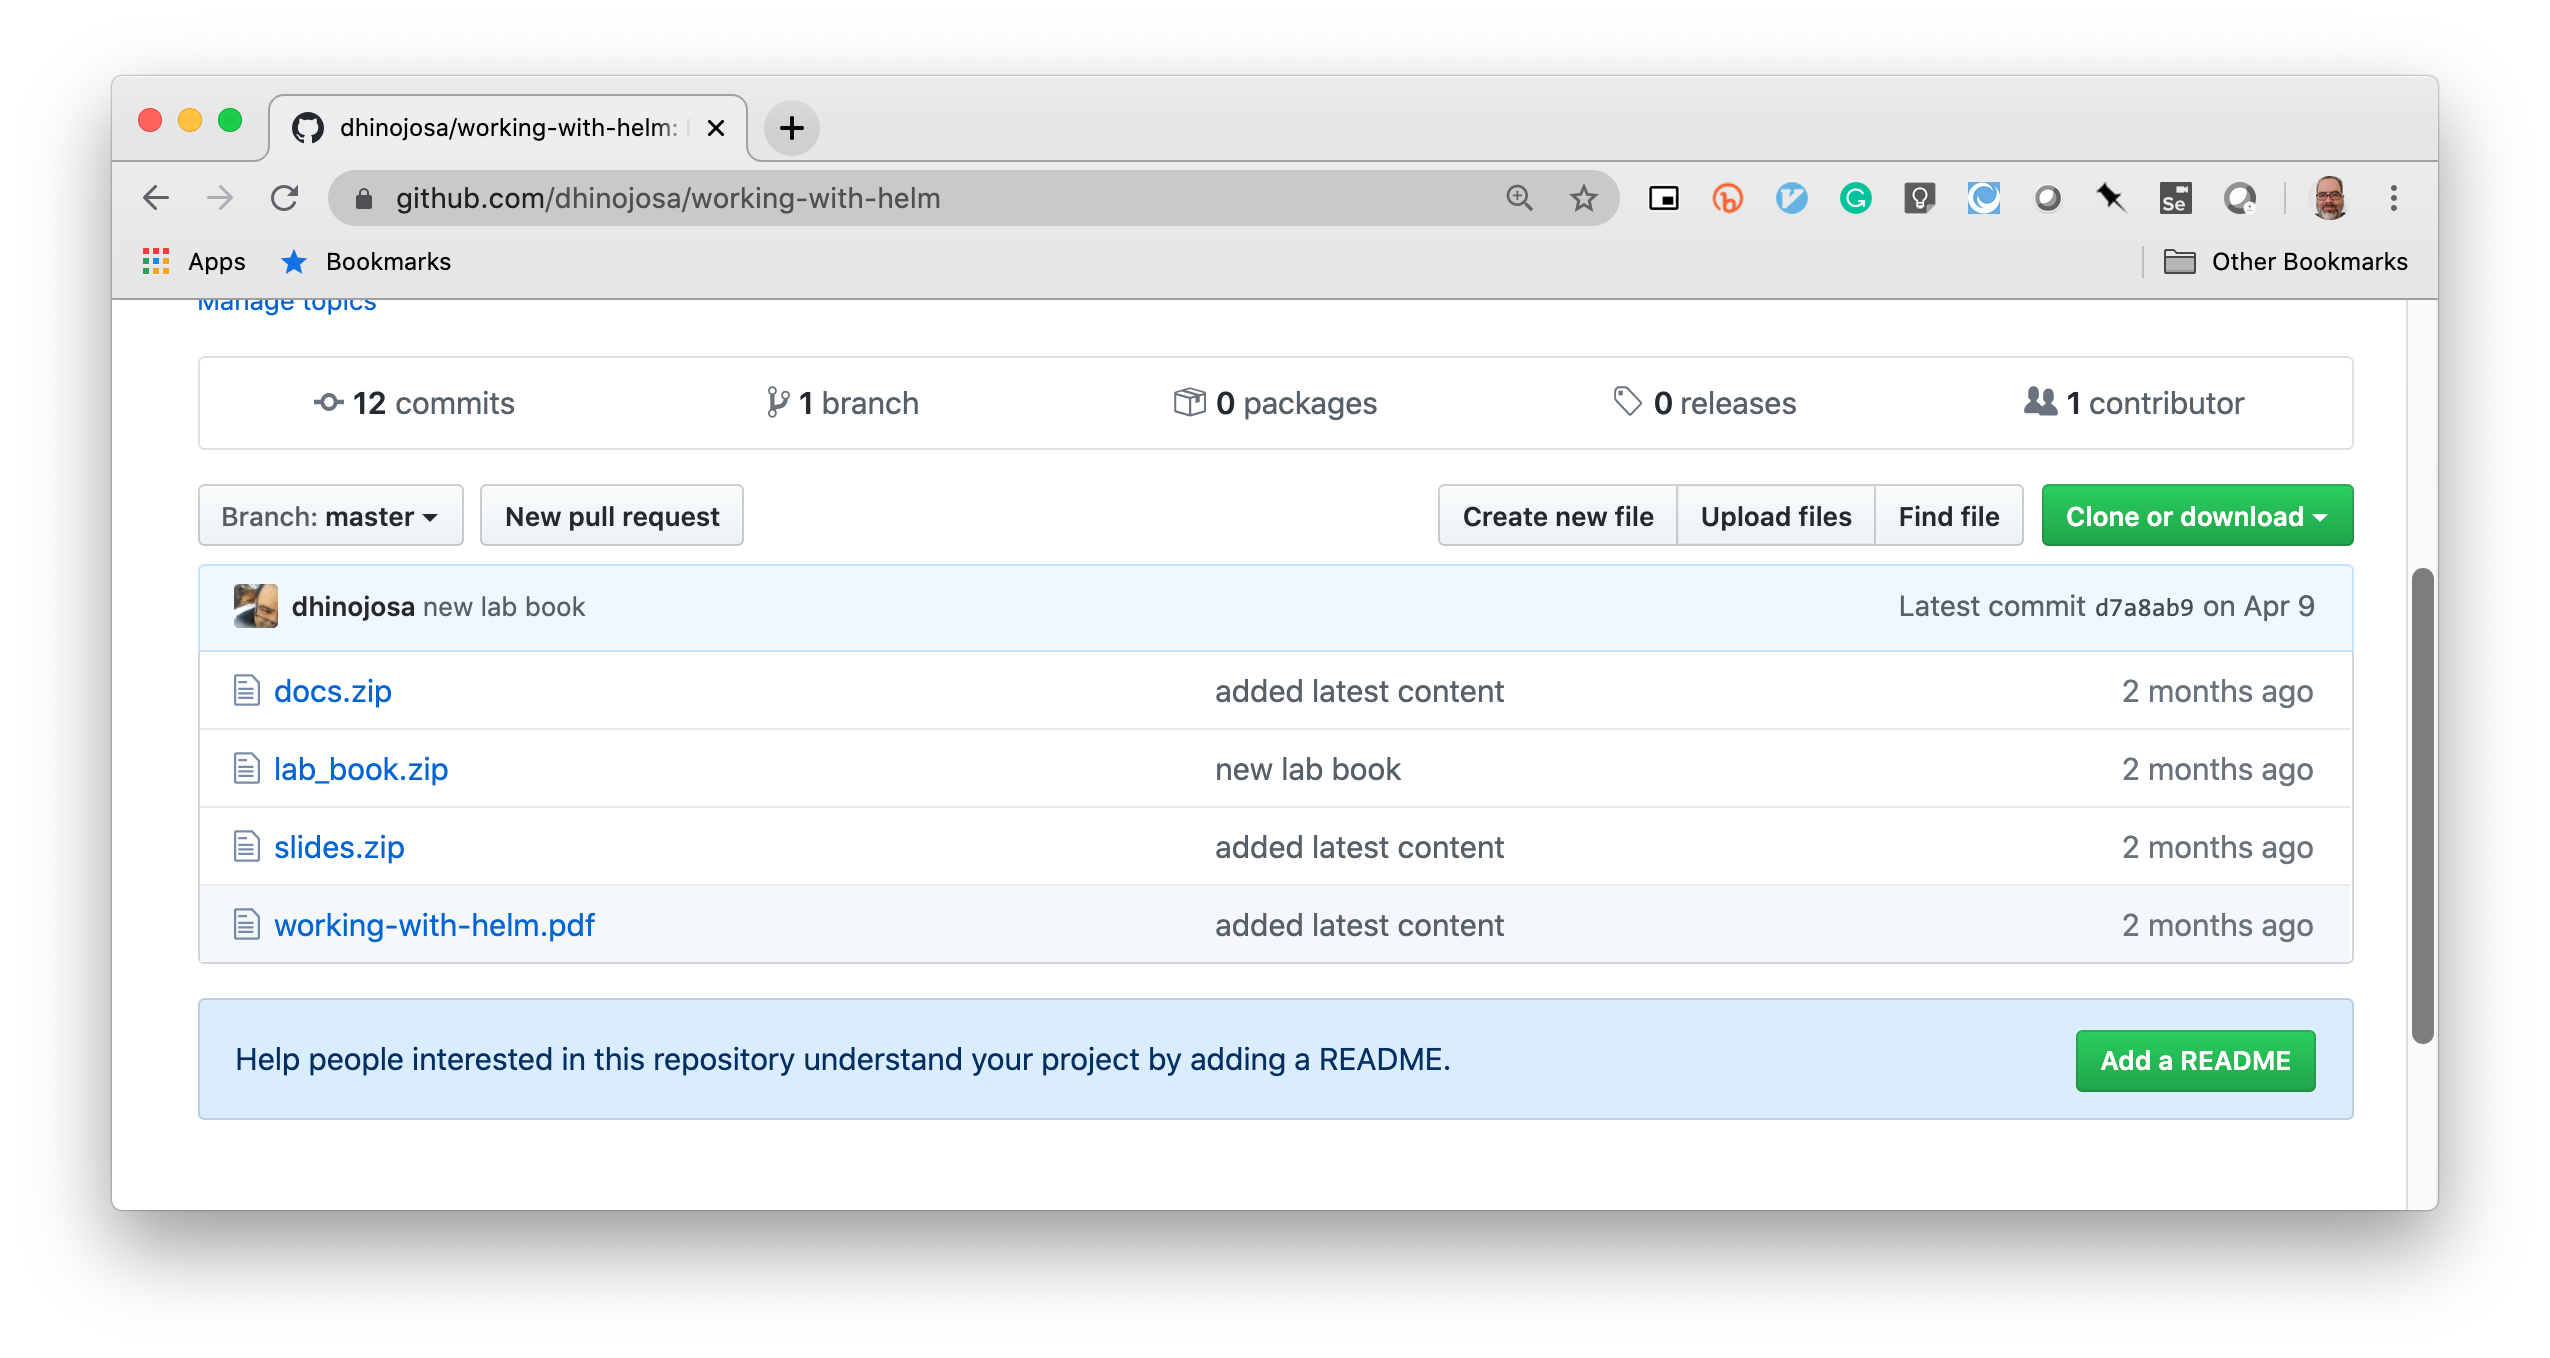 dhinojosa/working-with-helm:
github.com/dhinojosa/working-with-helm
Se
Apps Bookmarks Other Bookmarks
Manage topics
12 commits 1 branch 0 packages 0 releases 1 contributor
Branch: master New pull request Create new file Upload files Find file Clone or download
dhinojosa new lab book Latest commit d7a8ab9 on Apr 9
docs.zip added latest content 2 months ago
lab_book.zip new lab book 2 months ago
slides.zip added latest content 2 months ago
working-with-helm.pdf added latest content 2 months ago
Help people interested in this repository understand your project by adding a README. Add a README